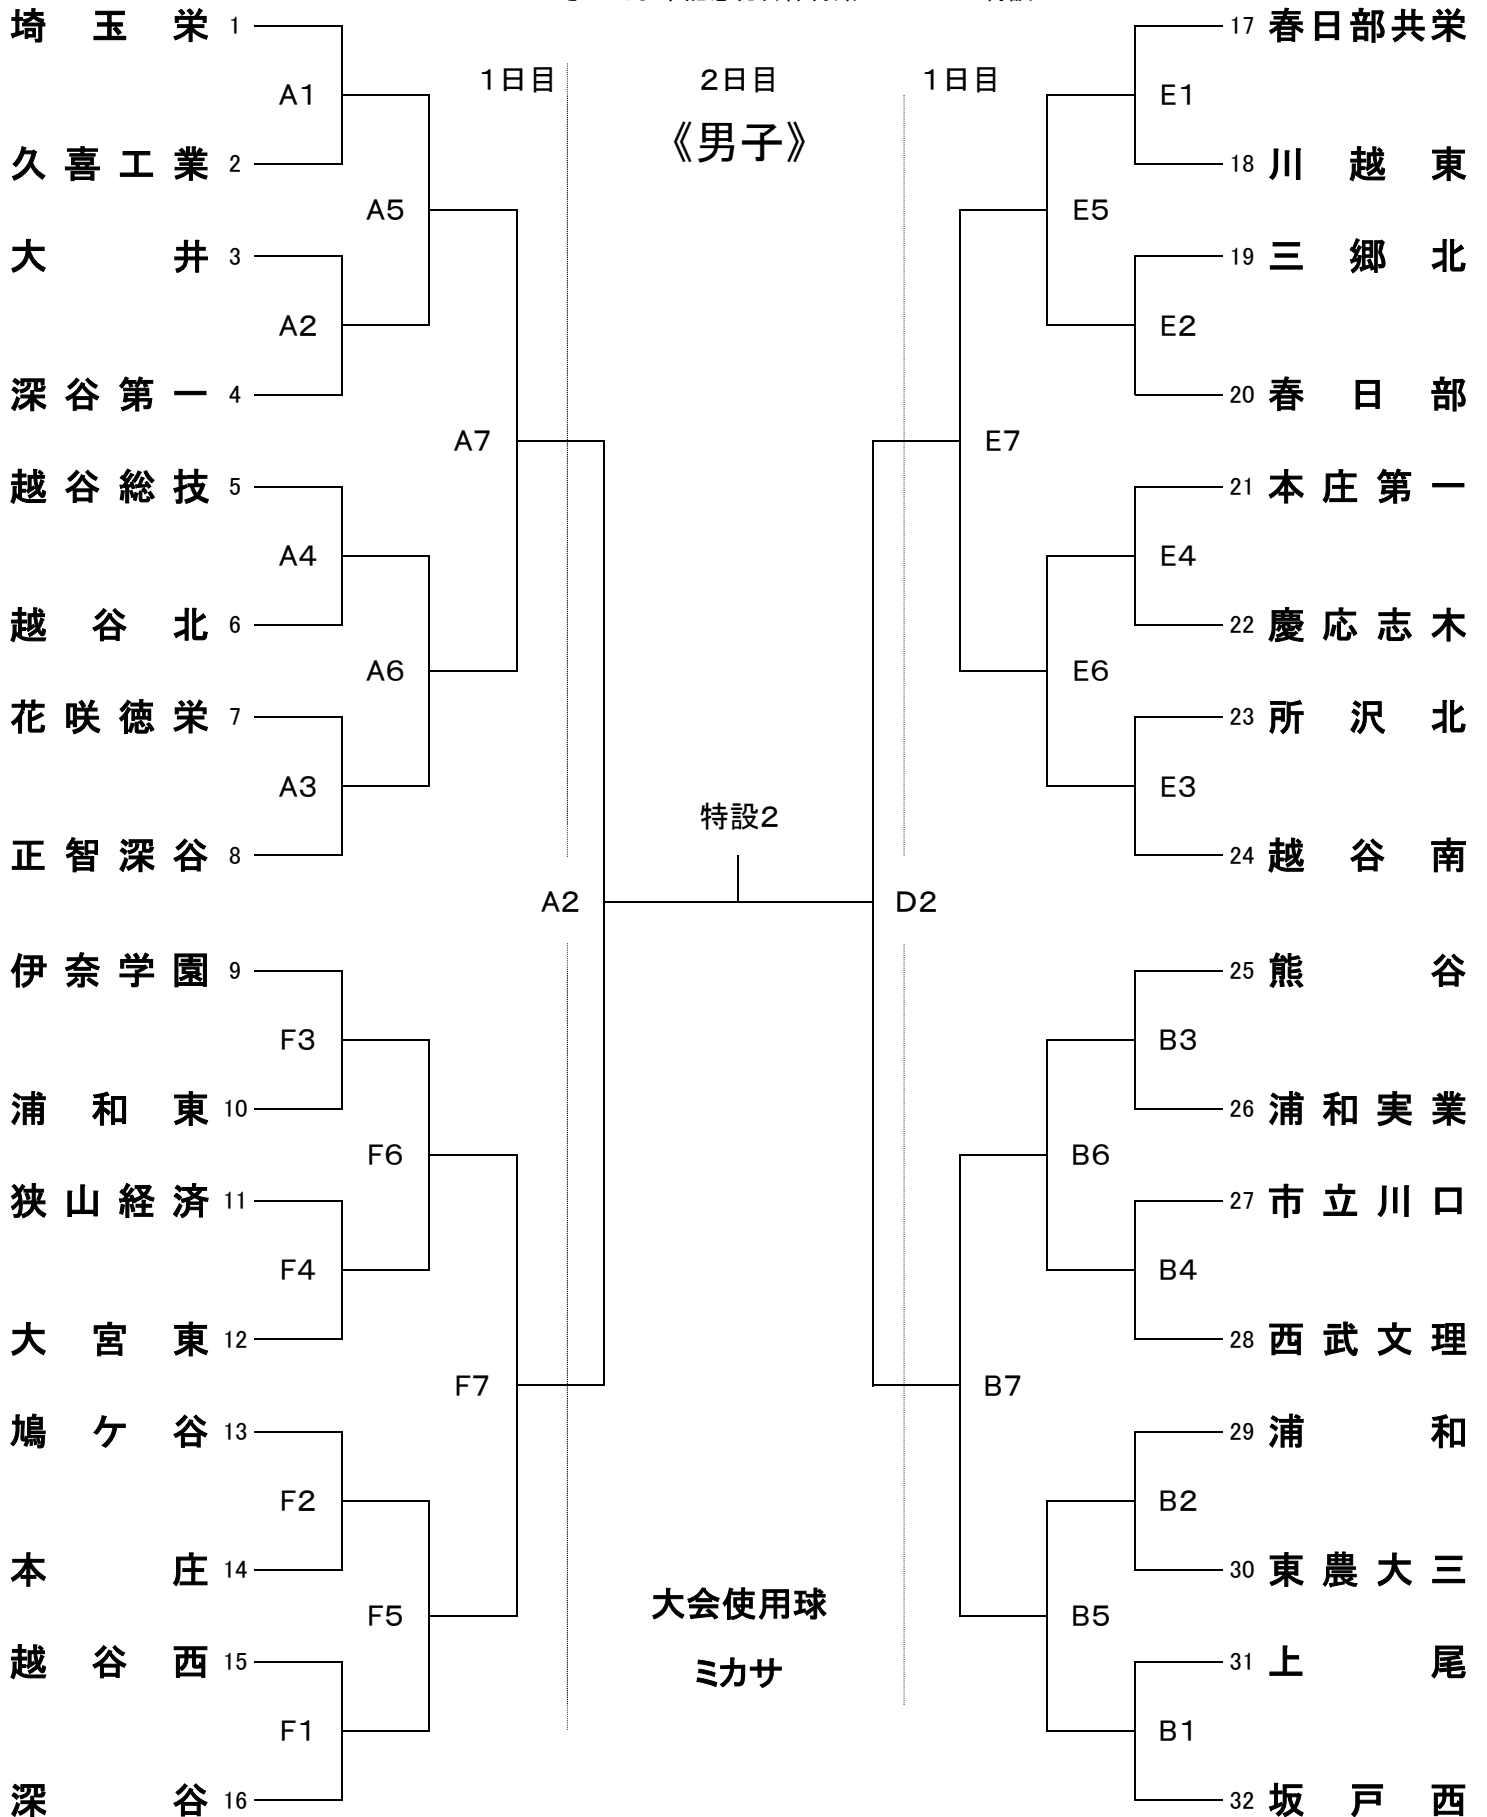 埼玉栄 1
A1
久喜工業 2
A5
大井 3
A2
深谷第一 4
A7
越谷総技 5
A4
越谷北 6
A6
花咲徳栄 7
A3
正智深谷 8
A2
伊奈学園 9
F3
浦和東 10
F6
狭山経済 11
F4
大宮東 12
F7
鳩ケ谷 13
F2
本庄 14
F5
越谷西 15
F1
深谷 16
1日目
2日目
1日目
《男子》
特設2
大会使用球
ミカサ
17 春日部共栄
E1
18 川越東
E5
19 三郷北
E2
20 春日部
E7
21 本庄第一
E4
22 慶応志木
E6
23 所沢北
E3
24 越谷南
D2
25 熊谷
B3
26 浦和実業
B6
27 市立川口
B4
28 西武文理
B7
29 浦和
B2
30 東農大三
B5
31 上尾
B1
32 坂戸西